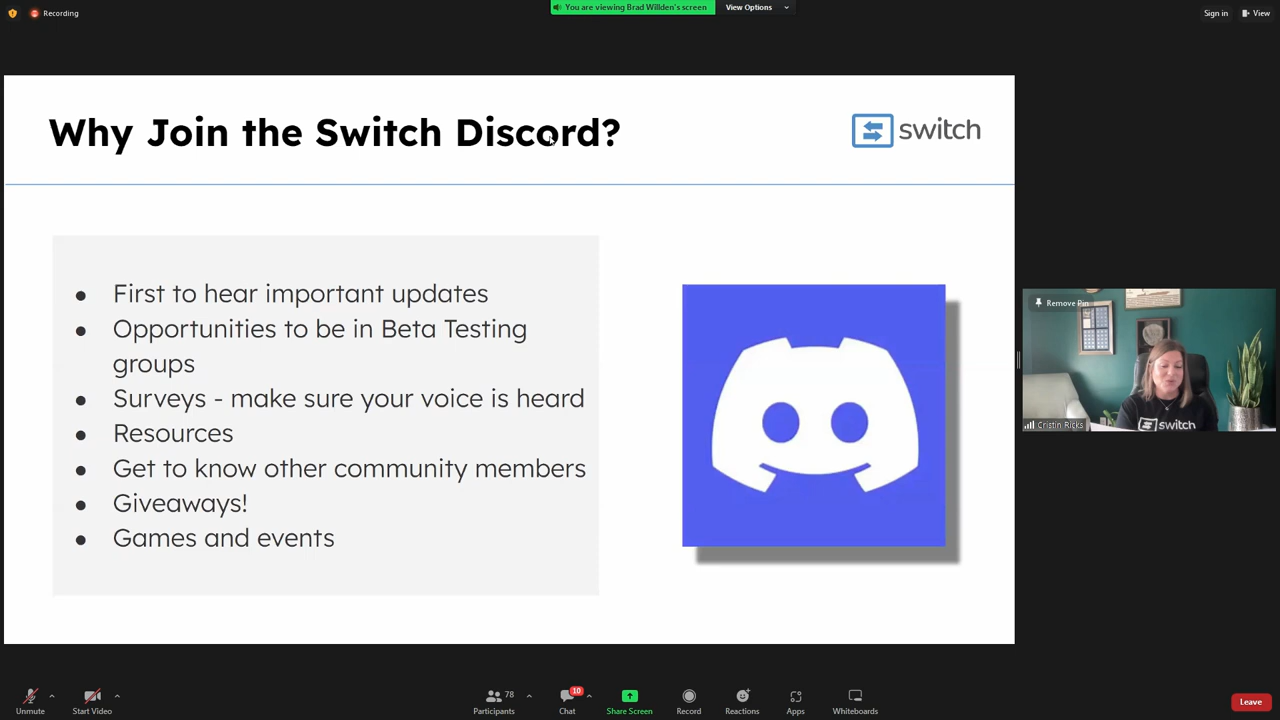 Recording
You are viewing Brad Willden's screen
View Options
Sign in
View
Why Join the Switch Discord?
switch
● First to hear important updates
● Opportunities to be in Beta Testing
groups
● Surveys - make sure your voice is heard
● Resources
● Get to know other community members
● Giveaways!
● Games and events
Remove Pin
switch
Cristin Ricks
Unmute
Start Video
78
Participants
10
Chat
Share Screen
Record
Reactions
Apps
Whiteboards
Leave